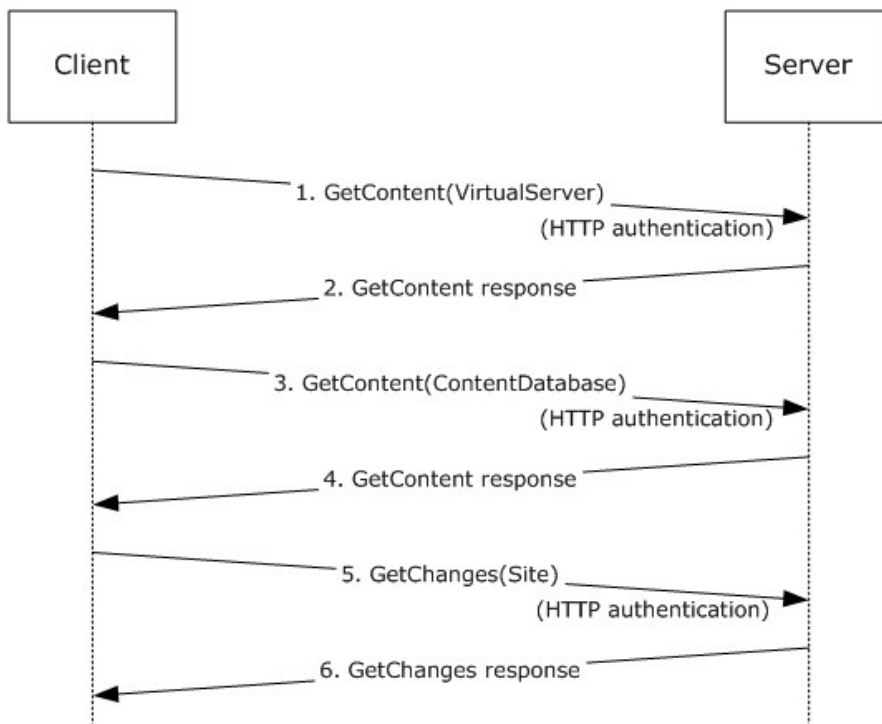 Client
Server
1. GetContent(VirtualServer)
(HTTP authentication)
2. GetContent response
3. GetContent(ContentDatabase)
(HTTP authentication)
4. GetContent response
5. GetChanges(Site)
(HTTP authentication)
6. GetChanges response